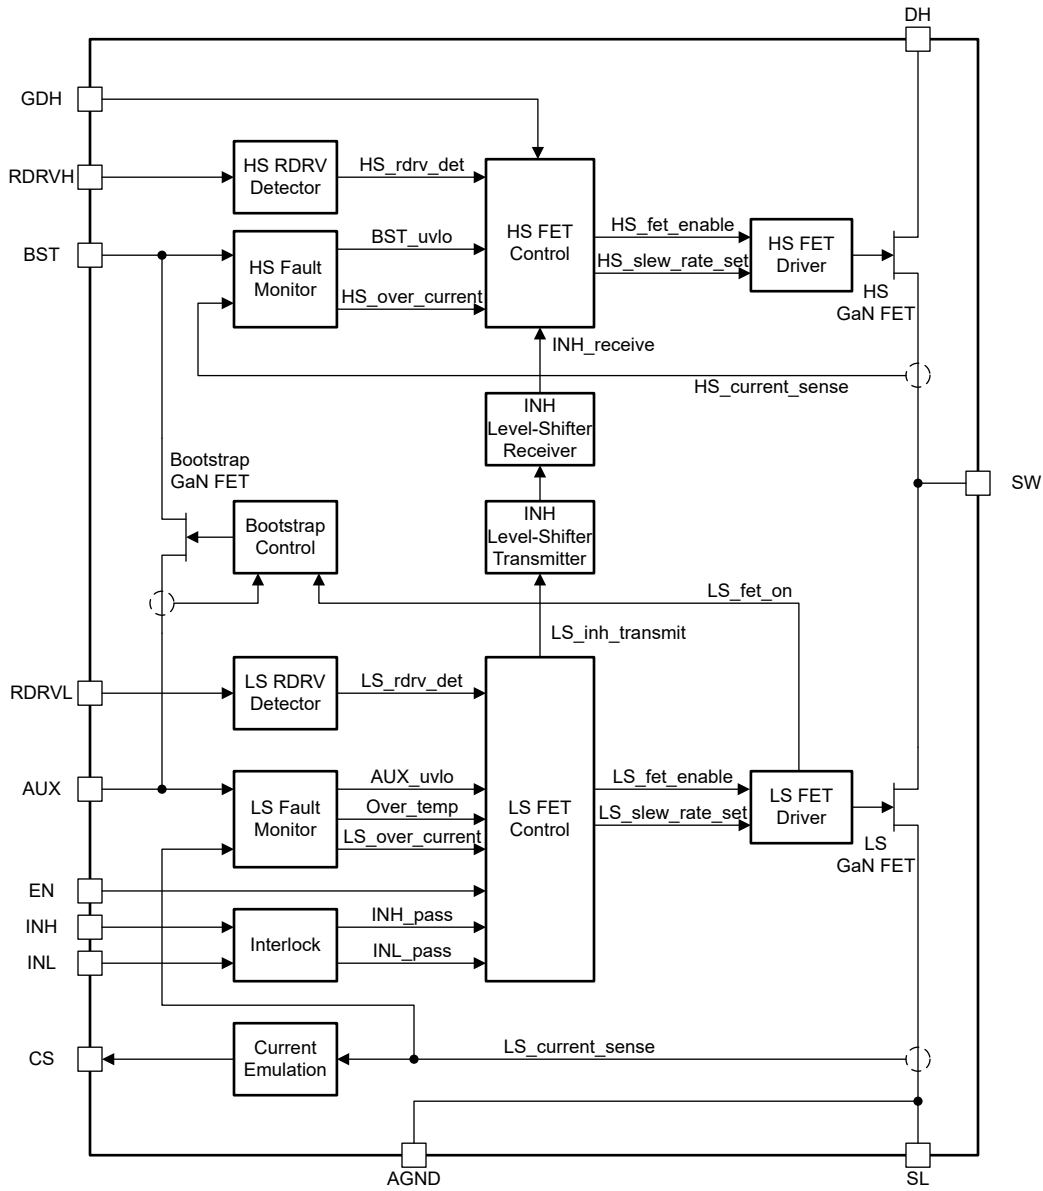 DH
GDH
RDRVH
HS RDRV
Detector
HS_rdrv_det
BST
HS Fault
Monitor
BST_uvlo
HS_over_current
HS FET
Control
HS_fet_enable
HS_slew_rate_set
HS FET
Driver
HS
GaN FET
INH_receive
HS_current_sense
INH
Level-Shifter
Receiver
Bootstrap
GaN FET
SW
Bootstrap
Control
INH
Level-Shifter
Transmitter
LS_fet_on
LS_inh_transmit
RDRVL
LS RDRV
Detector
LS_rdrv_det
AUX
LS Fault
Monitor
AUX_uvlo
Over_temp
LS_over_current
LS FET
Control
LS_fet_enable
LS_slew_rate_set
LS FET
Driver
LS
GaN FET
EN
INH
INL
Interlock
INH_pass
INL_pass
CS
Current
Emulation
LS_current_sense
AGND
SL